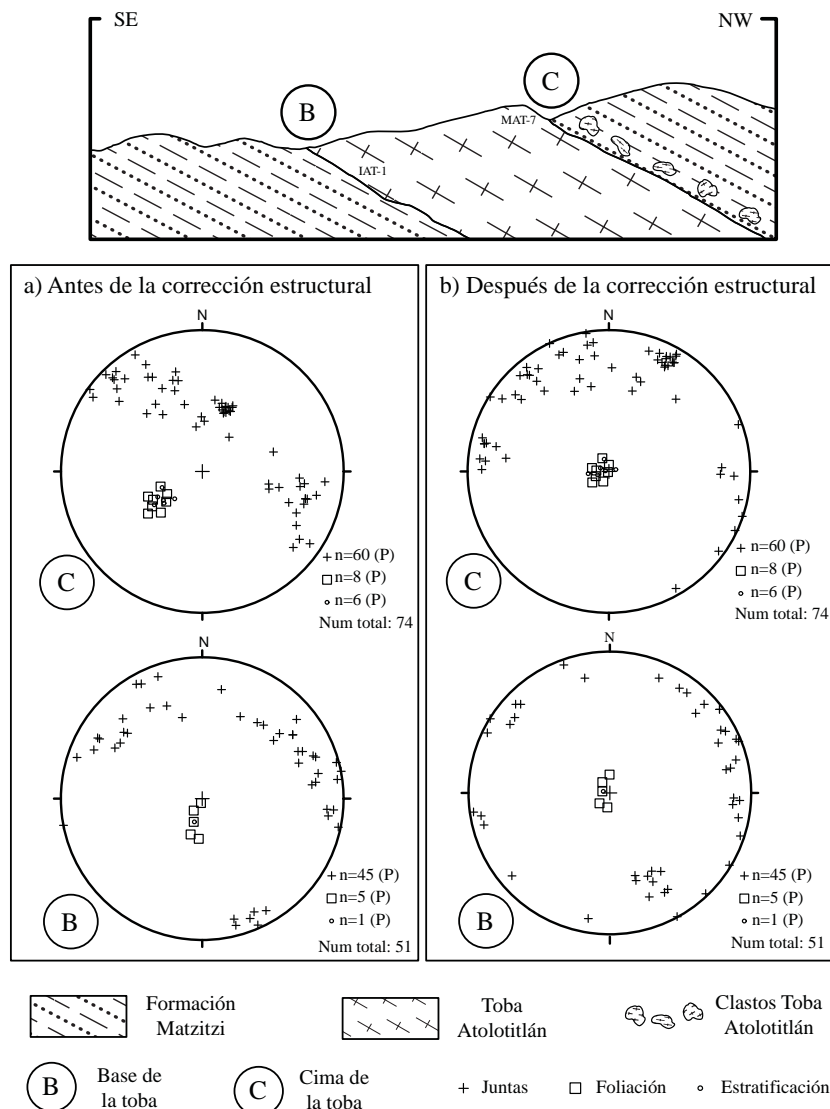 SE
NW
B
C
MAT-7
IAT-1
a) Antes de la corrección estructural
b) Después de la corrección estructural
N
C
n=60 (P)
n=8 (P)
n=6 (P)
Num total: 74
N
C
n=60 (P)
n=8 (P)
n=6 (P)
Num total: 74
N
B
n=45 (P)
n=5 (P)
n=1 (P)
Num total: 51
N
B
n=45 (P)
n=5 (P)
n=1 (P)
Num total: 51
Formación
Matzitzi
Toba
Atolotitlán
Clastos Toba
Atolotitlán
B
Base de
la toba
C
Cima de
la toba
Juntas
Foliación
Estratificación